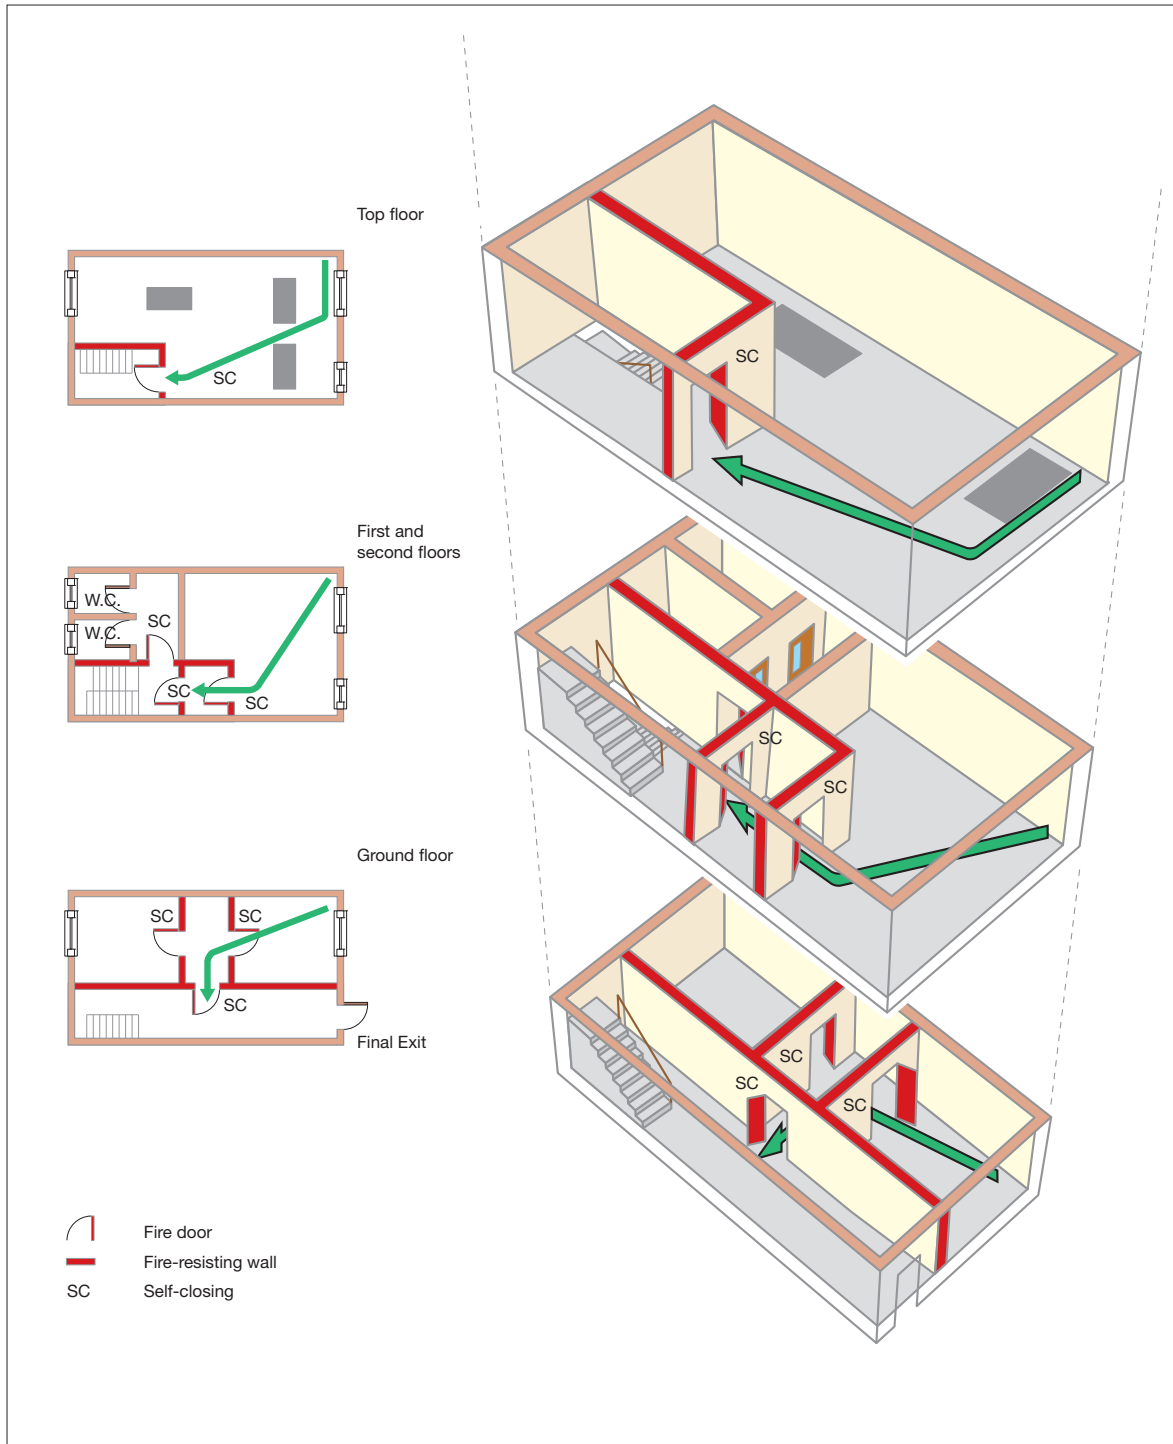 Top floor
SC
SC
First and
second floors
W.C.
SC
W.C.
SC
SC
SC
SC
Ground floor
SC
SC
SC
Final Exit
SC
SC
SC
Fire door
Fire-resisting wall
SC
Self-closing